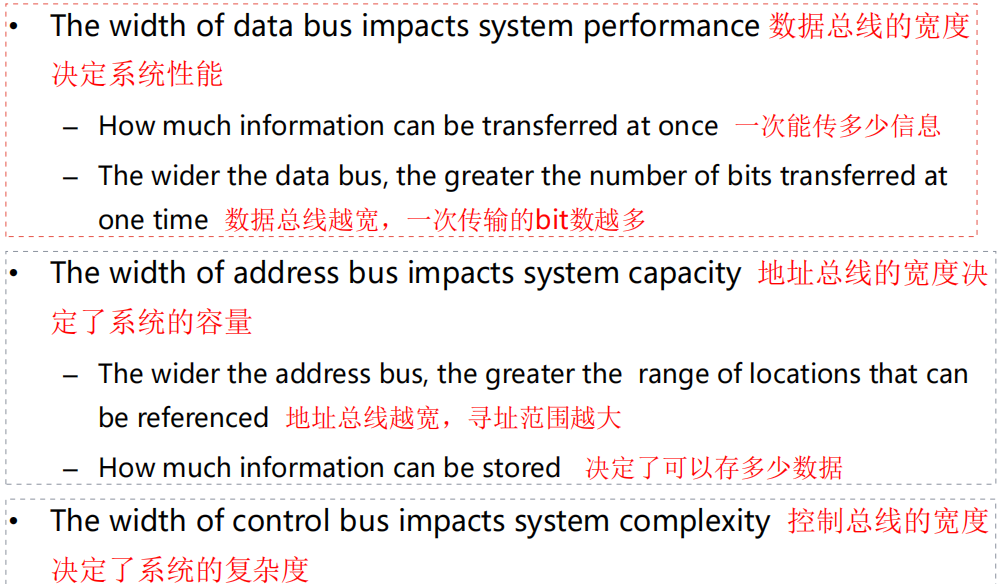 • The width of data bus impacts system performance 数据总线的宽度
决定系统性能
– How much information can be transferred at once 一次能传多少信息
– The wider the data bus, the greater the number of bits transferred at
one time 数据总线越宽，一次传输的bit数越多
• The width of address bus impacts system capacity 地址总线的宽度决
定了系统的容量
– The wider the address bus, the greater the range of locations that can
be referenced 地址总线越宽，寻址范围越大
– How much information can be stored 决定了可以存多少数据
• The width of control bus impacts system complexity 控制总线的宽度
决定了系统的复杂度